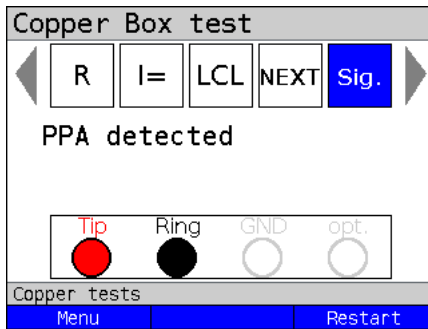 Copper Box test
R I= LCL NEXT Sig.
PPA detected
Tip Ring GND opt.
Copper tests
Menu Restart